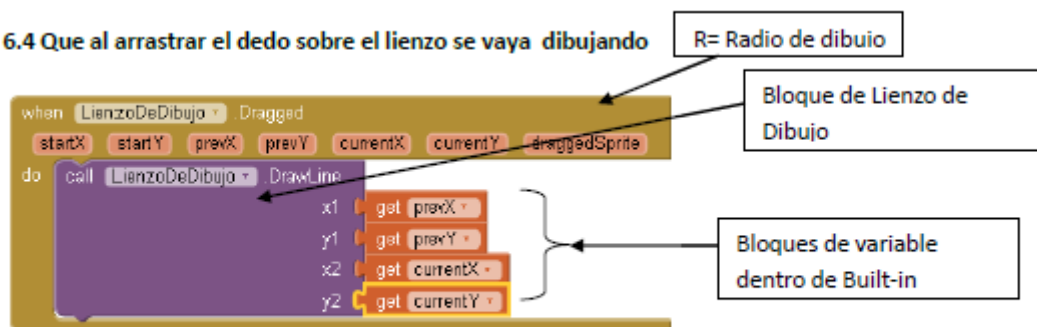 6.4 Que al arrastrar el dedo sobre el lienzo se vaya dibujando
R= Radio de dibuio
Bloque de Lienzo de
Dibujo
when LienzoDeDibujo .Dragged
startX startY prevX prevY currentX currentY draggedSprite
do call LienzoDeDibujo .DrawLine
x1 get prevX
y1 get prevY
x2 get currentX
y2 get currentY
Bloques de variable
dentro de Built-in